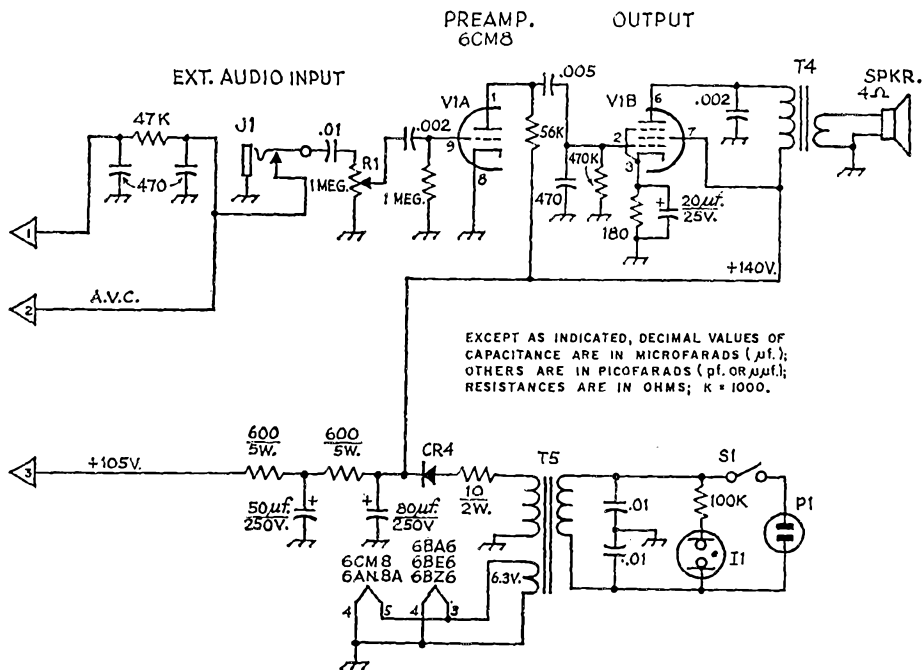 PREAMP.
6CM8
OUTPUT
EXT. AUDIO INPUT
47K
470
J1
.01
R1
1 MEG.
.002
1 MEG.
V1A
1
9
8
56K
.005
470
470K
V1B
6
2
7
3
180
20µf.
25V.
.002
T4
SPKR.
4Ω
1
2
A.V.C.
+140V.
EXCEPT AS INDICATED, DECIMAL VALUES OF
CAPACITANCE ARE IN MICROFARADS (µf.);
OTHERS ARE IN PICOFARADS (pf. OR µµf.);
RESISTANCES ARE IN OHMS; K = 1000.
3
+105V.
600
5W.
600
5W.
CR4
10
2W.
T5
S1
P1
100K
I1
.01
.01
50µf.
250V.
80µf.
250V.
6CM8
6AN8A
6BA6
6BE6
6BZ6
6.3V.
4
5
4
3